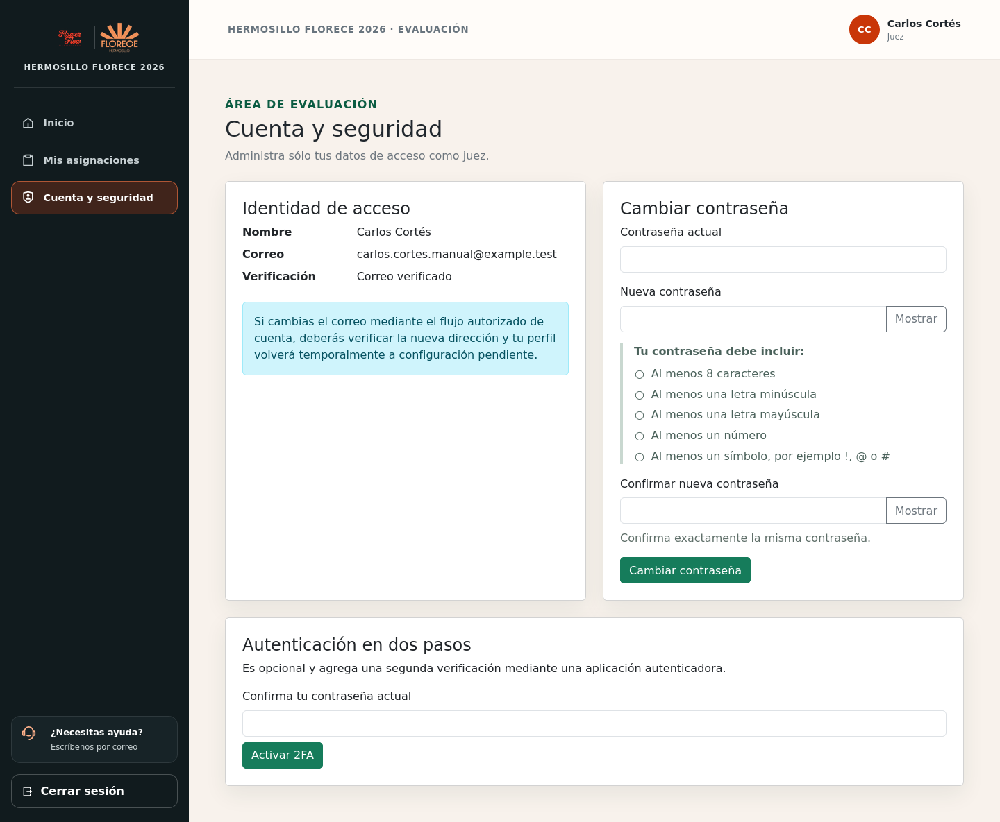 Flower
Flow
FLORECE
HERMOSILLO
HERMOSILLO FLORECE 2026
Inicio
Mis asignaciones
Cuenta y seguridad
¿Necesitas ayuda?
Escríbenos por correo
Cerrar sesión
HERMOSILLO FLORECE 2026 · EVALUACIÓN
CC
Carlos Cortés
Juez
ÁREA DE EVALUACIÓN
Cuenta y seguridad
Administra sólo tus datos de acceso como juez.
Identidad de acceso
Nombre Carlos Cortés
Correo carlos.cortes.manual@example.test
Verificación Correo verificado
Si cambias el correo mediante el flujo autorizado de
cuenta, deberás verificar la nueva dirección y tu perfil
volverá temporalmente a configuración pendiente.
Cambiar contraseña
Contraseña actual
Nueva contraseña
Mostrar
Tu contraseña debe incluir:
Al menos 8 caracteres
Al menos una letra minúscula
Al menos una letra mayúscula
Al menos un número
Al menos un símbolo, por ejemplo !, @ o #
Confirmar nueva contraseña
Mostrar
Confirma exactamente la misma contraseña.
Cambiar contraseña
Autenticación en dos pasos
Es opcional y agrega una segunda verificación mediante una aplicación autenticadora.
Confirma tu contraseña actual
Activar 2FA